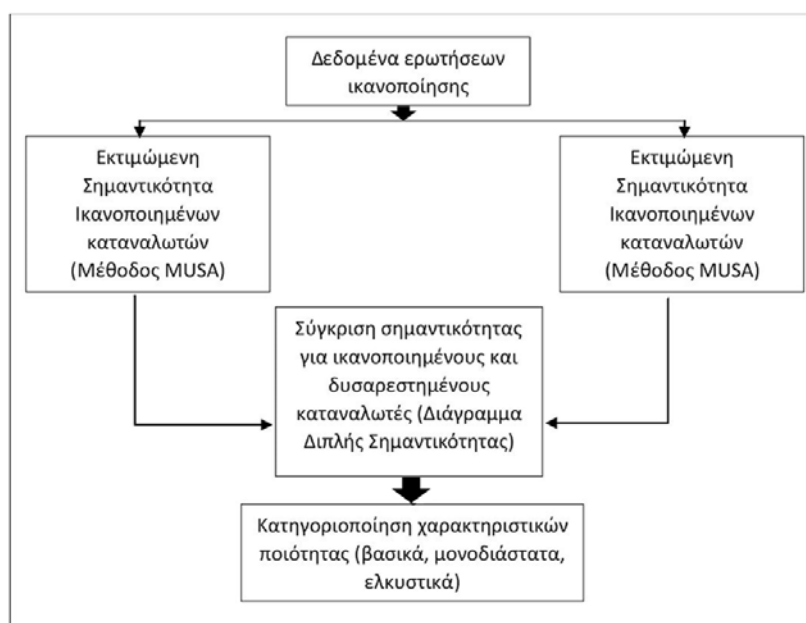 Δεδομένα ερωτήσεων
ικανοποίησης
Εκτιμώμενη
Σημαντικότητα
Ικανοποιημένων
καταναλωτών
(Μέθοδος MUSA)
Εκτιμώμενη
Σημαντικότητα
Ικανοποιημένων
καταναλωτών
(Μέθοδος MUSA)
Σύγκριση σημαντικότητας
για ικανοποιημένους και
δυσαρεστημένους
καταναλωτές (Διάγραμμα
Διπλής Σημαντικότητας)
Κατηγοριοποίηση χαρακτηριστικών
ποιότητας (βασικά, μονοδιάστατα,
ελκυστικά)